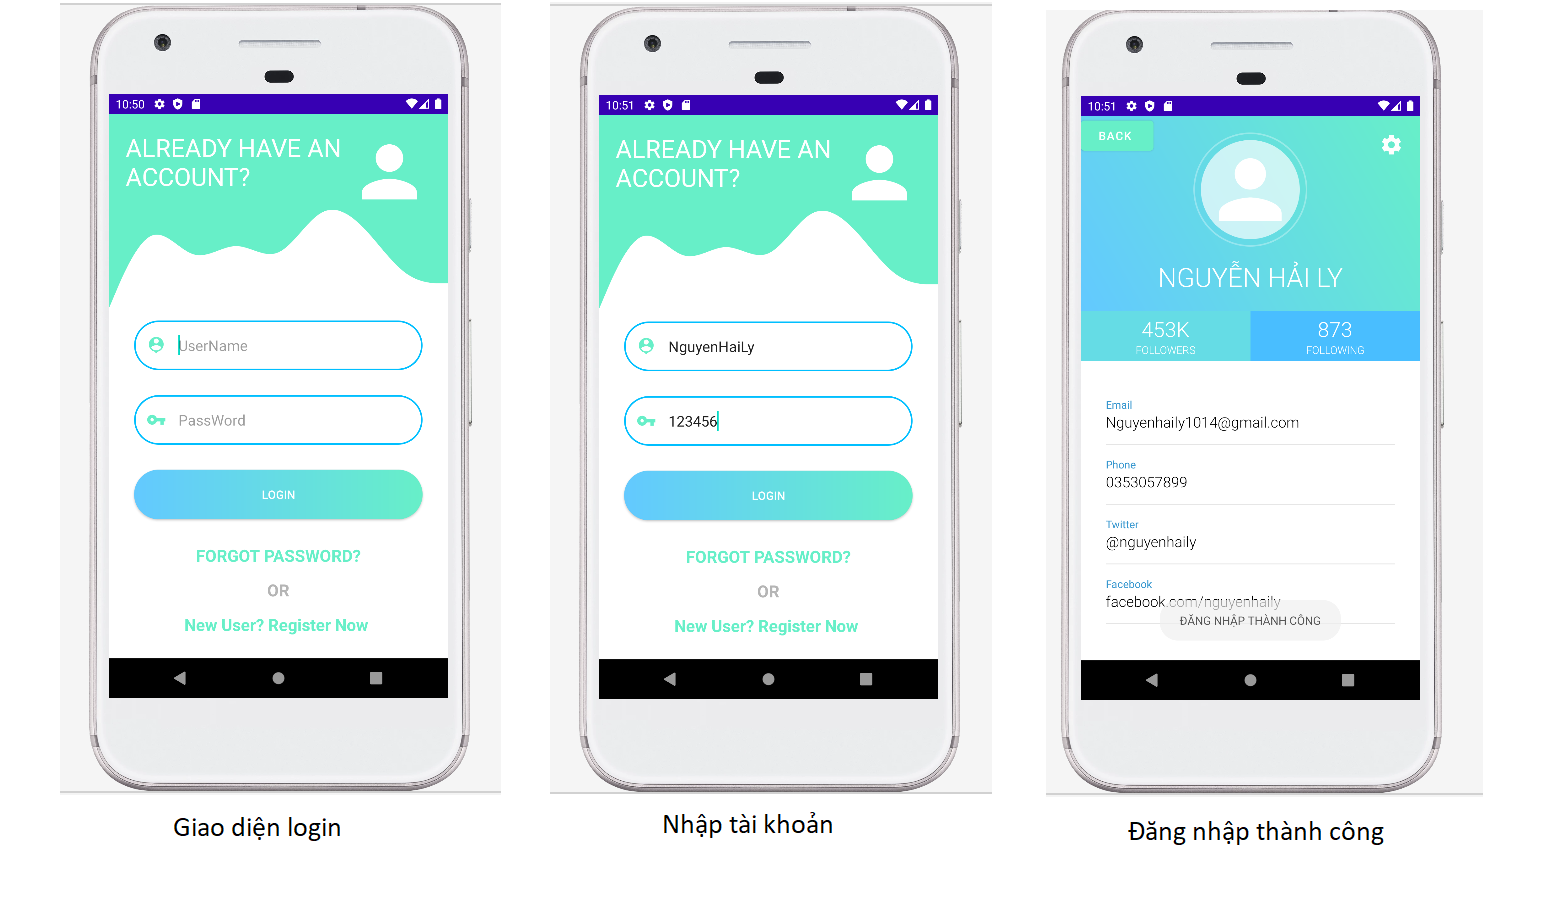 10:50
ALREADY HAVE AN
ACCOUNT?
UserName
PassWord
LOGIN
FORGOT PASSWORD?
OR
New User? Register Now
Giao diện login
10:51
ALREADY HAVE AN
ACCOUNT?
NguyenHaiLy
123456
LOGIN
FORGOT PASSWORD?
OR
New User? Register Now
Nhập tài khoản
10:51
BACK
NGUYỄN HẢI LY
453K
FOLLOWERS
873
FOLLOWING
Email
Nguyenhaily1014@gmail.com
Phone
0353057899
Twitter
@nguyenhaily
Facebook
facebook.com/nguyenhaily
ĐĂNG NHẬP THÀNH CÔNG
Đăng nhập thành công